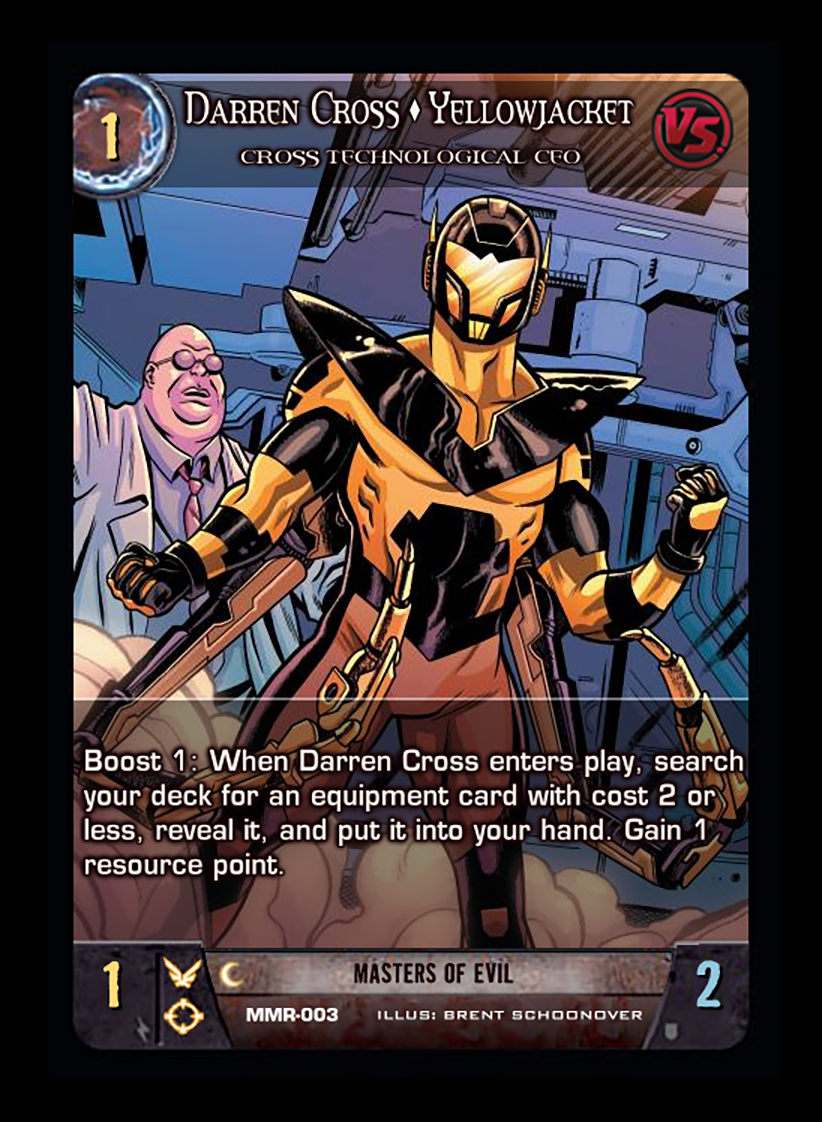 1
DARREN CROSS ♦ YELLOWJACKET
VS.
CROSS TECHNOLOGICAL CEO
Boost 1: When Darren Cross enters play, search
your deck for an equipment card with cost 2 or
less, reveal it, and put it into your hand. Gain 1
resource point.
1
MASTERS OF EVIL
2
MMR-003 ILLUS: BRENT SCHOONOVER